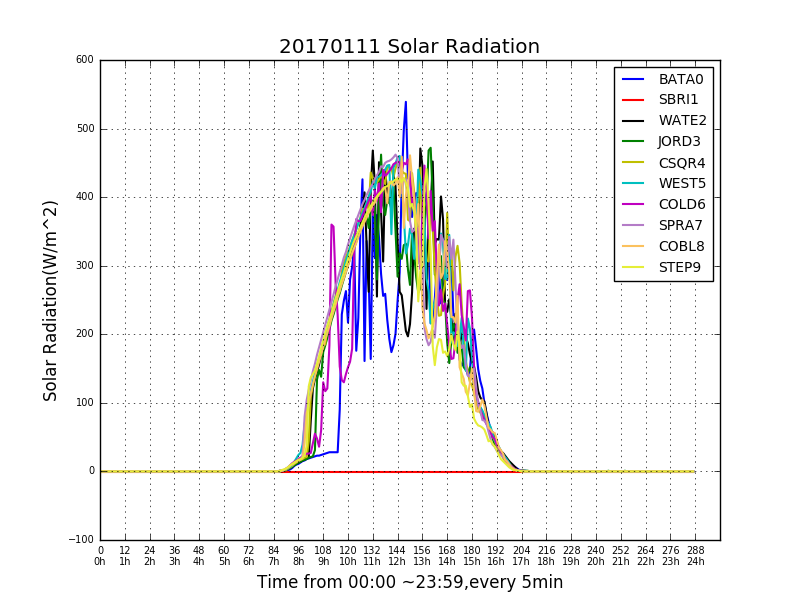 20170111 Solar Radiation
Solar Radiation(W/m^2)
600
500
400
300
200
100
0
−100
BATA0
SBRI1
WATE2
JORD3
CSQR4
WEST5
COLD6
SPRA7
COBL8
STEP9
0 12 24 36 48 60 72 84 96 108 120 132 144 156 168 180 192 204 216 228 240 252 264 276 288
0h 1h 2h 3h 4h 5h 6h 7h 8h 9h 10h 11h 12h 13h 14h 15h 16h 17h 18h 19h 20h 21h 22h 23h 24h
Time from 00:00 ~23:59,every 5min